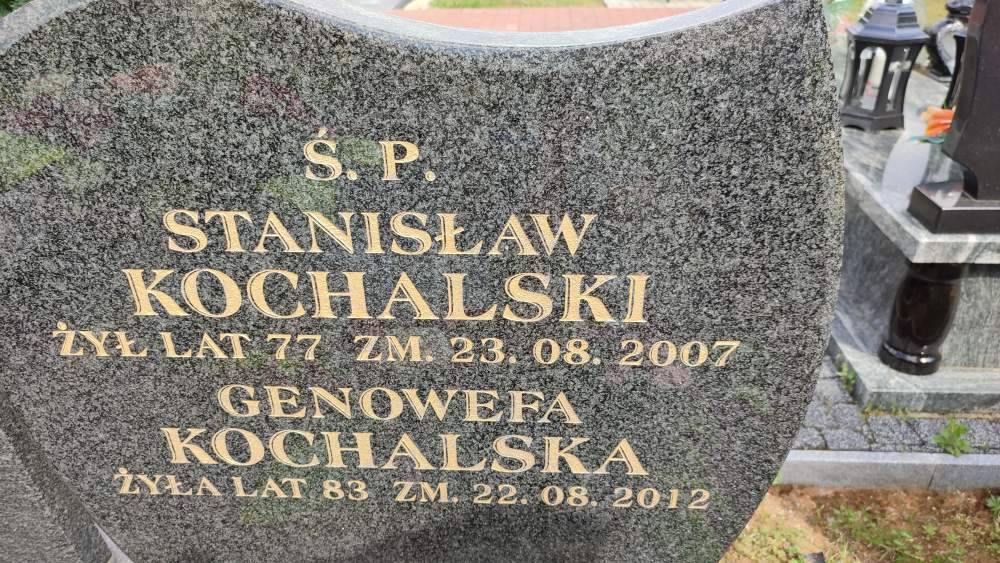 Ś. P.
STANISŁAW
KOCHALSKI
ŻYŁ LAT 77 ZM. 23. 08. 2007
GENOWEFA
KOCHALSKA
ŻYŁA LAT 83 ZM. 22. 08. 2012